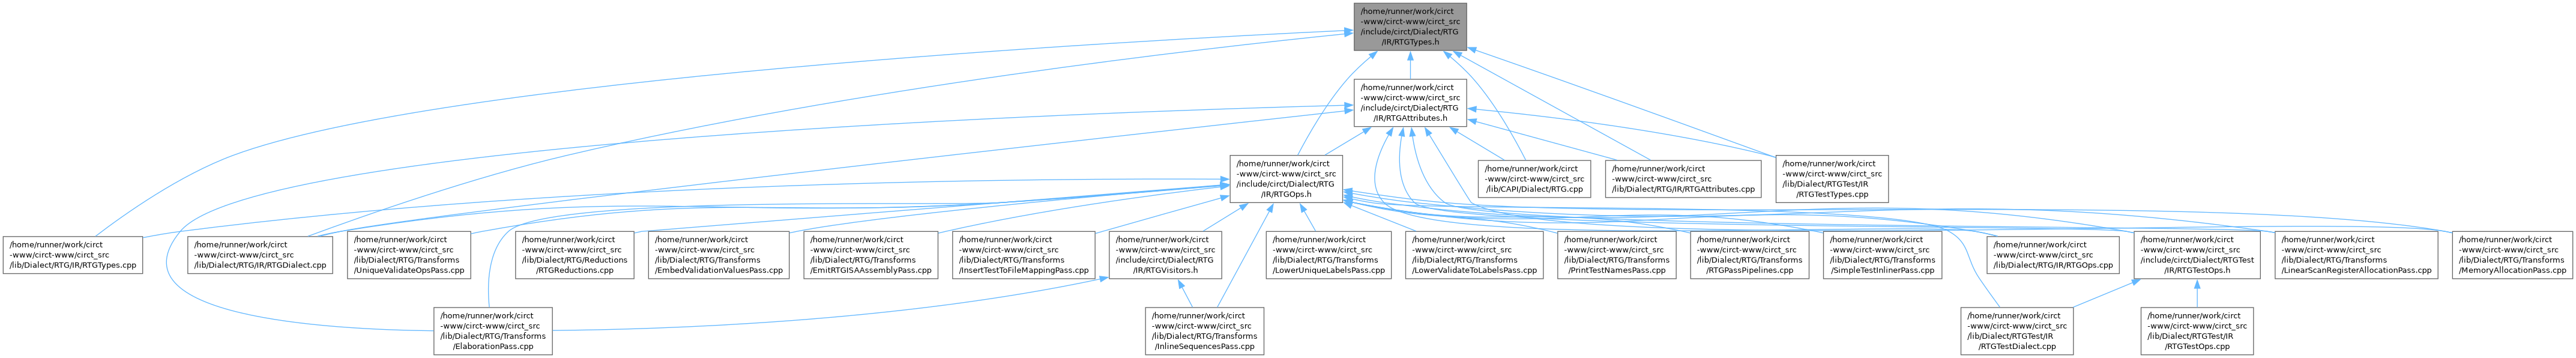 /home/runner/work/circt
-www/circt-www/circt_src
/include/circt/Dialect/RTG
/IR/RTGTypes.h
/home/runner/work/circt
-www/circt-www/circt_src
/include/circt/Dialect/RTG
/IR/RTGAttributes.h
/home/runner/work/circt
-www/circt-www/circt_src
/include/circt/Dialect/RTG
/IR/RTGOps.h
/home/runner/work/circt
-www/circt-www/circt_src
/lib/CAPI/Dialect/RTG.cpp
/home/runner/work/circt
-www/circt-www/circt_src
/lib/Dialect/RTG/IR/RTGAttributes.cpp
/home/runner/work/circt
-www/circt-www/circt_src
/lib/Dialect/RTGTest/IR
/RTGTestTypes.cpp
/home/runner/work/circt
-www/circt-www/circt_src
/lib/Dialect/RTG/IR/RTGTypes.cpp
/home/runner/work/circt
-www/circt-www/circt_src
/lib/Dialect/RTG/IR/RTGDialect.cpp
/home/runner/work/circt
-www/circt-www/circt_src
/lib/Dialect/RTG/Transforms
/UniqueValidateOpsPass.cpp
/home/runner/work/circt
-www/circt-www/circt_src
/lib/Dialect/RTG/Reductions
/RTGReductions.cpp
/home/runner/work/circt
-www/circt-www/circt_src
/lib/Dialect/RTG/Transforms
/EmbedValidationValuesPass.cpp
/home/runner/work/circt
-www/circt-www/circt_src
/lib/Dialect/RTG/Transforms
/EmitRTGISAAssemblyPass.cpp
/home/runner/work/circt
-www/circt-www/circt_src
/lib/Dialect/RTG/Transforms
/InsertTestToFileMappingPass.cpp
/home/runner/work/circt
-www/circt-www/circt_src
/include/circt/Dialect/RTG
/IR/RTGVisitors.h
/home/runner/work/circt
-www/circt-www/circt_src
/lib/Dialect/RTG/Transforms
/LowerUniqueLabelsPass.cpp
/home/runner/work/circt
-www/circt-www/circt_src
/lib/Dialect/RTG/Transforms
/LowerValidateToLabelsPass.cpp
/home/runner/work/circt
-www/circt-www/circt_src
/lib/Dialect/RTG/Transforms
/PrintTestNamesPass.cpp
/home/runner/work/circt
-www/circt-www/circt_src
/lib/Dialect/RTG/Transforms
/RTGPassPipelines.cpp
/home/runner/work/circt
-www/circt-www/circt_src
/lib/Dialect/RTG/Transforms
/SimpleTestInlinerPass.cpp
/home/runner/work/circt
-www/circt-www/circt_src
/lib/Dialect/RTG/IR/RTGOps.cpp
/home/runner/work/circt
-www/circt-www/circt_src
/include/circt/Dialect/RTGTest
/IR/RTGTestOps.h
/home/runner/work/circt
-www/circt-www/circt_src
/lib/Dialect/RTG/Transforms
/LinearScanRegisterAllocationPass.cpp
/home/runner/work/circt
-www/circt-www/circt_src
/lib/Dialect/RTG/Transforms
/MemoryAllocationPass.cpp
/home/runner/work/circt
-www/circt-www/circt_src
/lib/Dialect/RTG/Transforms
/ElaborationPass.cpp
/home/runner/work/circt
-www/circt-www/circt_src
/lib/Dialect/RTG/Transforms
/InlineSequencesPass.cpp
/home/runner/work/circt
-www/circt-www/circt_src
/lib/Dialect/RTGTest/IR
/RTGTestDialect.cpp
/home/runner/work/circt
-www/circt-www/circt_src
/lib/Dialect/RTGTest/IR
/RTGTestOps.cpp